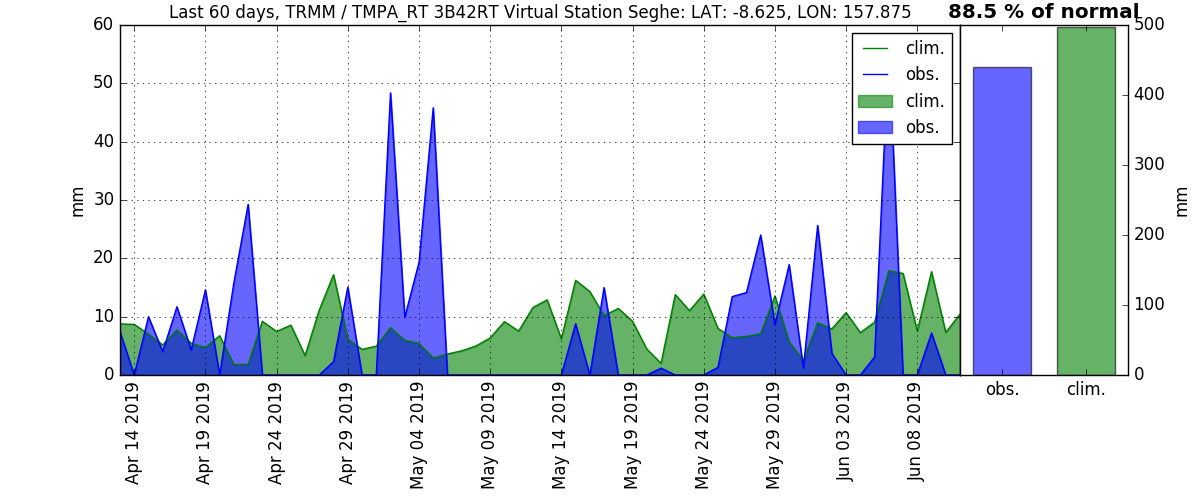 Last 60 days, TRMM / TMPA_RT 3B42RT Virtual Station Seghe: LAT: -8.625, LON: 157.875
88.5 % of normal
60
50
40
30
20
10
0
mm
clim.
obs.
clim.
obs.
500
400
300
200
100
0
mm
obs.
clim.
Apr 14 2019
Apr 19 2019
Apr 24 2019
Apr 29 2019
May 04 2019
May 09 2019
May 14 2019
May 19 2019
May 24 2019
May 29 2019
Jun 03 2019
Jun 08 2019